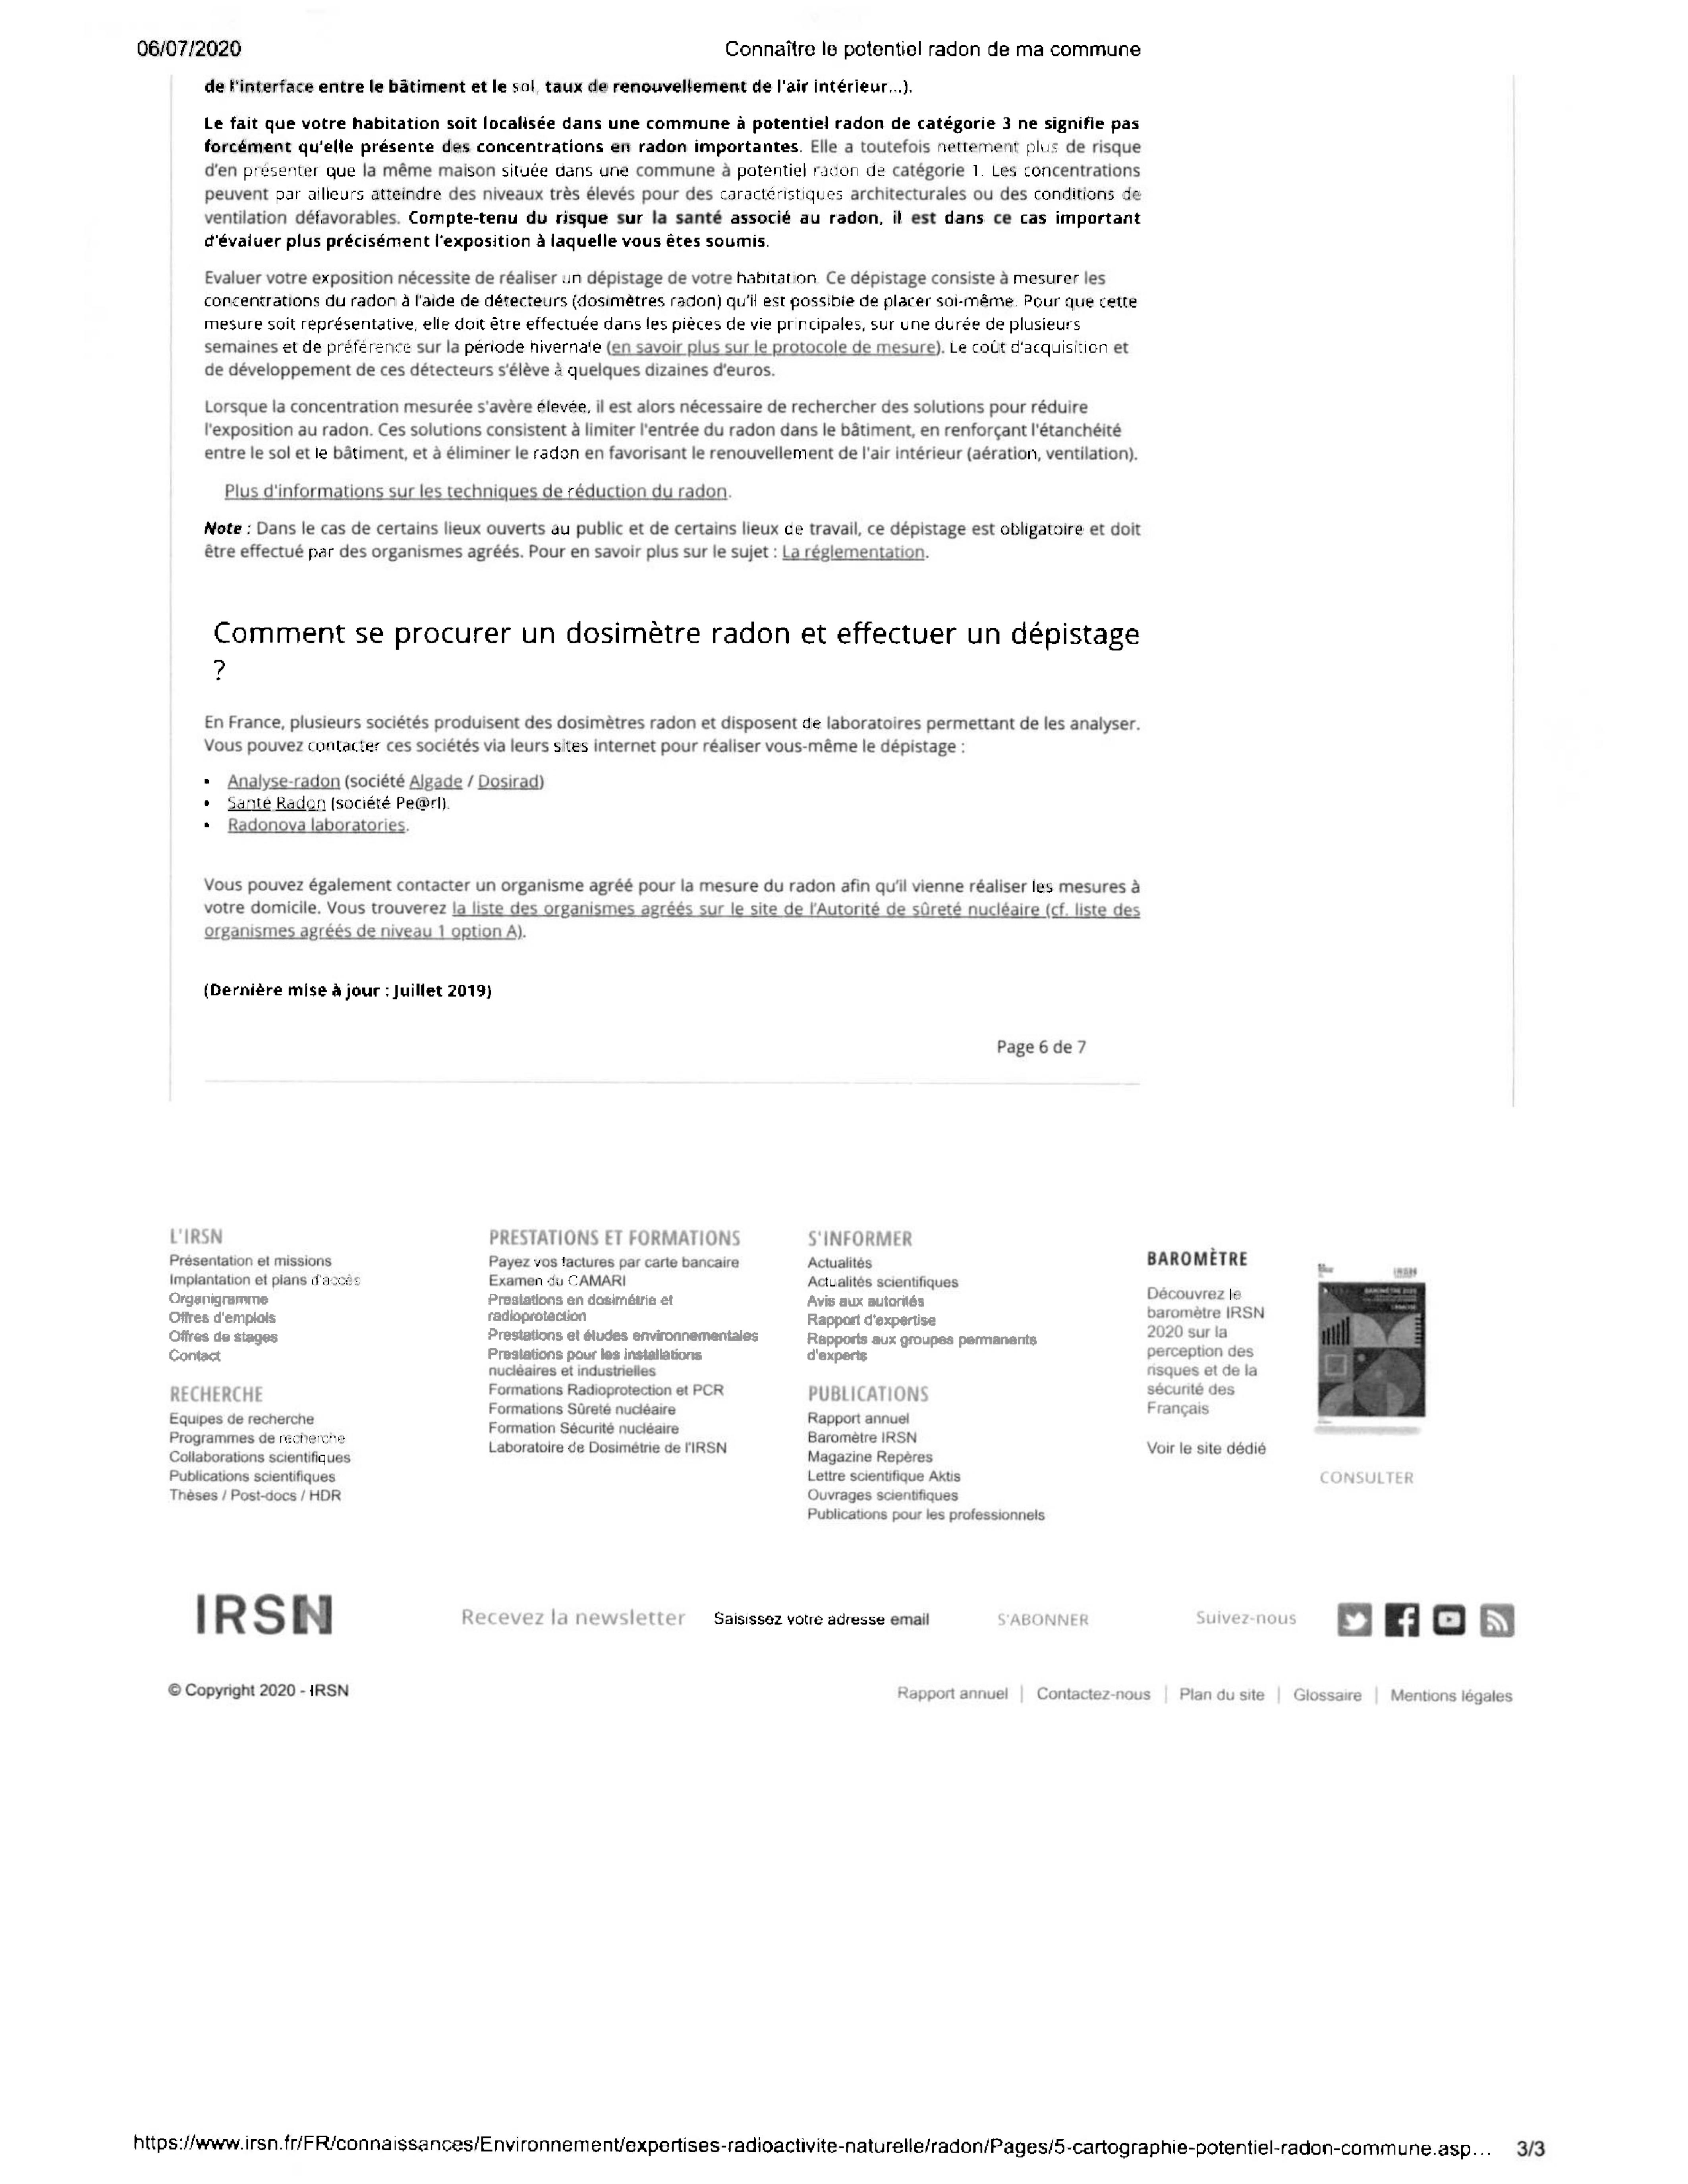 06/07/2020
Connaître le potentiel radon de ma commune
de l'interface entre le bâtiment et le sol, taux de renouvellement de l'air intérieur...).
Le fait que votre habitation soit localisée dans une commune à potentiel radon de catégorie 3 ne signifie pas
forcément qu'elle présente des concentrations en radon importantes. Elle a toutefois nettement plus de risque
d'en présenter que la même maison située dans une commune à potentiel radon de catégorie 1. Les concentrations
peuvent par ailleurs atteindre des niveaux très élevés pour des caractéristiques architecturales ou des conditions de
ventilation défavorables. Compte-tenu du risque sur la santé associé au radon, il est dans ce cas important
d'évaluer plus précisément l'exposition à laquelle vous êtes soumis.
Evaluer votre exposition nécessite de réaliser un dépistage de votre habitation. Ce dépistage consiste à mesurer les
concentrations du radon à l'aide de détecteurs (dosimètres radon) qu'il est possible de placer soi-même. Pour que cette
mesure soit représentative, elle doit être effectuée dans les pièces de vie principales, sur une durée de plusieurs
semaines et de préférence sur la période hivernale (en savoir plus sur le protocole de mesure). Le coût d'acquisition et
de développement de ces détecteurs s'élève à quelques dizaines d'euros.
Lorsque la concentration mesurée s'avère élevée, il est alors nécessaire de rechercher des solutions pour réduire
l'exposition au radon. Ces solutions consistent à limiter l'entrée du radon dans le bâtiment, en renforçant l'étanchéité
entre le sol et le bâtiment, et à éliminer le radon en favorisant le renouvellement de l'air intérieur (aération, ventilation).
Plus d'informations sur les techniques de réduction du radon.
Note : Dans le cas de certains lieux ouverts au public et de certains lieux de travail, ce dépistage est obligatoire et doit
être effectué par des organismes agréés. Pour en savoir plus sur le sujet : La réglementation.
Comment se procurer un dosimètre radon et effectuer un dépistage
?
En France, plusieurs sociétés produisent des dosimètres radon et disposent de laboratoires permettant de les analyser.
Vous pouvez contacter ces sociétés via leurs sites internet pour réaliser vous-même le dépistage :
• Analyse-radon (société Algade / Dosirad)
• Santé Radon (société Pe@rl).
• Radonova laboratories.
Vous pouvez également contacter un organisme agréé pour la mesure du radon afin qu'il vienne réaliser les mesures à
votre domicile. Vous trouverez la liste des organismes agréés sur le site de l'Autorité de sûreté nucléaire (cf. liste des
organismes agréés de niveau 1 option A).
(Dernière mise à jour : Juillet 2019)
Page 6 de 7
L'IRSN
Présentation et missions
Implantation et plans d'accès
Organigramme
Offres d'emplois
Offres de stages
Contact
RECHERCHE
Equipes de recherche
Programmes de recherche
Collaborations scientifiques
Publications scientifiques
Thèses / Post-docs / HDR
PRESTATIONS ET FORMATIONS
Payez vos factures par carte bancaire
Examen du CAMARI
Prestations en dosimétrie et
radioprotection
Prestations et études environnementales
Prestations pour les installations
nucléaires et industrielles
Formations Radioprotection et PCR
Formations Sûreté nucléaire
Formation Sécurité nucléaire
Laboratoire de Dosimétrie de l'IRSN
S'INFORMER
Actualités
Actualités scientifiques
Avis aux autorités
Rapport d'expertise
Rapports aux groupes permanents
d'experts
PUBLICATIONS
Rapport annuel
Baromètre IRSN
Magazine Repères
Lettre scientifique Aktis
Ouvrages scientifiques
Publications pour les professionnels
BAROMÈTRE
Découvrez le
baromètre IRSN
2020 sur la
perception des
risques et de la
sécurité des
Français
Voir le site dédié
CONSULTER
IRSN
Recevez la newsletter
Saisissez votre adresse email
S'ABONNER
Suivez-nous
© Copyright 2020 - IRSN
Rapport annuel | Contactez-nous | Plan du site | Glossaire | Mentions légales
https://www.irsn.fr/FR/connaissances/Environnement/expertises-radioactivite-naturelle/radon/Pages/5-cartographie-potentiel-radon-commune.asp...
3/3